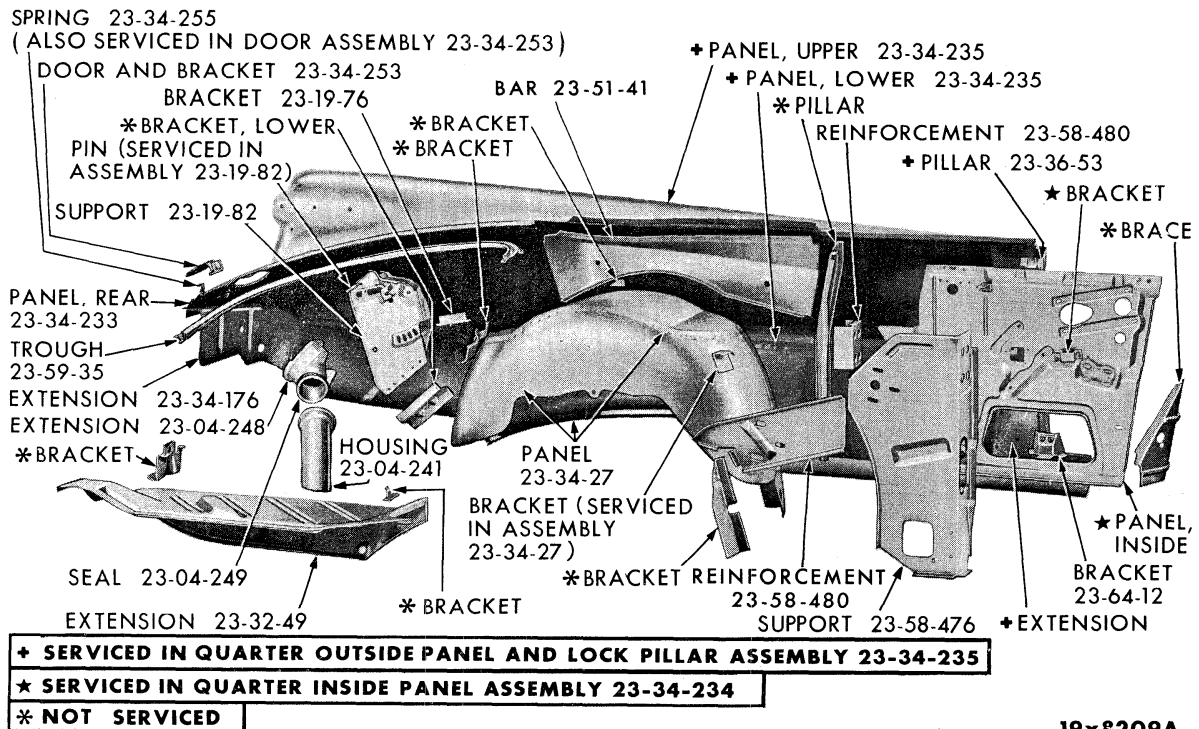 SPRING 23-34-255
(ALSO SERVICED IN DOOR ASSEMBLY 23-34-253)
DOOR AND BRACKET 23-34-253
BRACKET 23-19-76
*BRACKET, LOWER
PIN (SERVICED IN
ASSEMBLY 23-19-82)
SUPPORT 23-19-82
*BRACKET
*BRACKET
BAR 23-51-41
+PANEL, UPPER 23-34-235
+PANEL, LOWER 23-34-235
*PILLAR
REINFORCEMENT 23-58-480
+PILLAR 23-36-53
★BRACKET
*BRACE
PANEL, REAR
23-34-233
TROUGH
23-59-35
EXTENSION 23-34-176
EXTENSION 23-04-248
*BRACKET
HOUSING
23-04-241
PANEL
23-34-27
BRACKET (SERVICED
IN ASSEMBLY
23-34-27)
SEAL 23-04-249
EXTENSION 23-32-49
*BRACKET
*BRACKET
REINFORCEMENT
23-58-480
SUPPORT 23-58-476
★PANEL,
INSIDE
BRACKET
23-64-12
+EXTENSION
+ SERVICED IN QUARTER OUTSIDE PANEL AND LOCK PILLAR ASSEMBLY 23-34-235
★ SERVICED IN QUARTER INSIDE PANEL ASSEMBLY 23-34-234
* NOT SERVICED
19x8209A